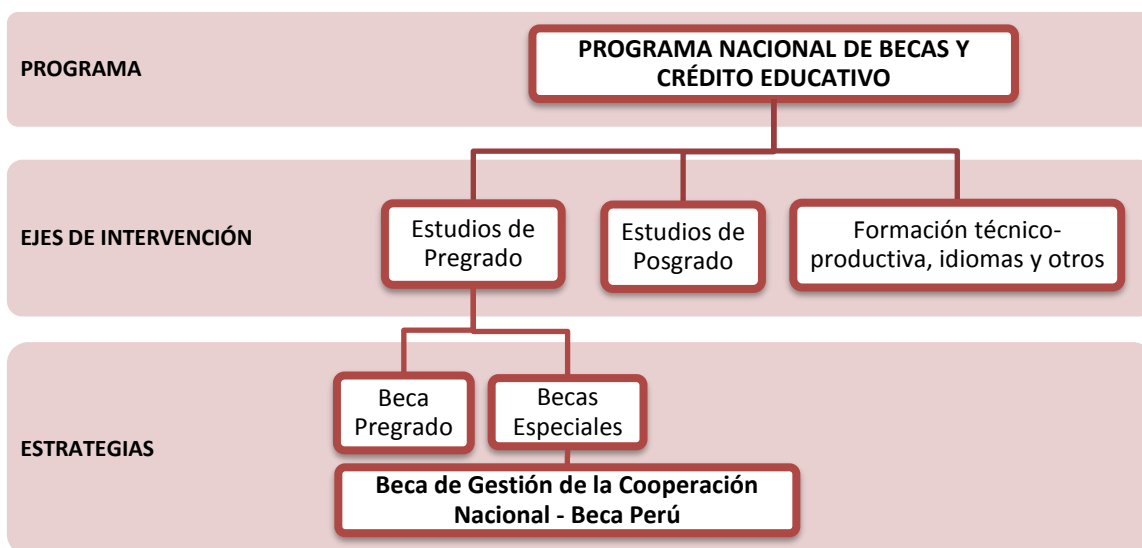 PROGRAMA
PROGRAMA NACIONAL DE BECAS Y
CRÉDITO EDUCATIVO
EJES DE INTERVENCIÓN
Estudios de
Pregrado
Estudios de
Posgrado
Formación técnico-
productiva, idiomas y otros
ESTRATEGIAS
Beca
Pregrado
Becas
Especiales
Beca de Gestión de la Cooperación
Nacional - Beca Perú